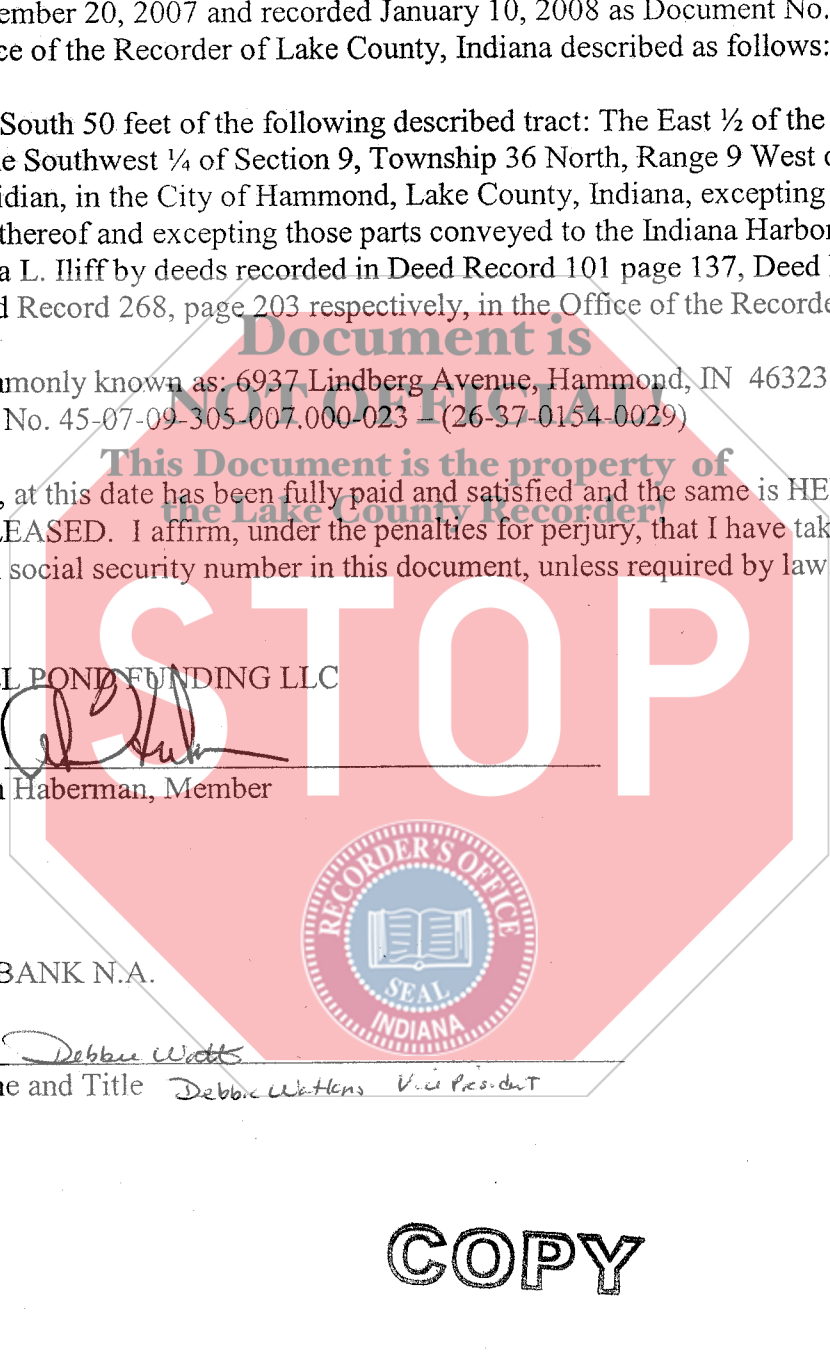 ember 20, 2007 and recorded January 10, 2008 as Document No.
ce of the Recorder of Lake County, Indiana described as follows:
South 50 feet of the following described tract: The East ½ of the
e Southwest ¼ of Section 9, Township 36 North, Range 9 West o
idian, in the City of Hammond, Lake County, Indiana, excepting
thereof and excepting those parts conveyed to the Indiana Harbor
a L. Iliff by deeds recorded in Deed Record 101 page 137, Deed
d Record 268, page 203 respectively, in the Office of the Recorde
Document is
mmonly known as: 6937 Lindberg Avenue, Hammond, IN 46323
NOT OFFICIAL!
No. 45-07-09-305-007.000-023 – (26-37-0154-0029)
This Document is the property of
, at this date has been fully paid and satisfied and the same is HE
the Lake County Recorder!
EASED. I affirm, under the penalties for perjury, that I have tak
social security number in this document, unless required by law
STOP
L POND FUNDING LLC
Haberman, Member
RECORDER'S OFFICE
SEAL
INDIANA
BANK N.A.
Debbie Watts
e and Title Debbie Watkins Vice President
COPY